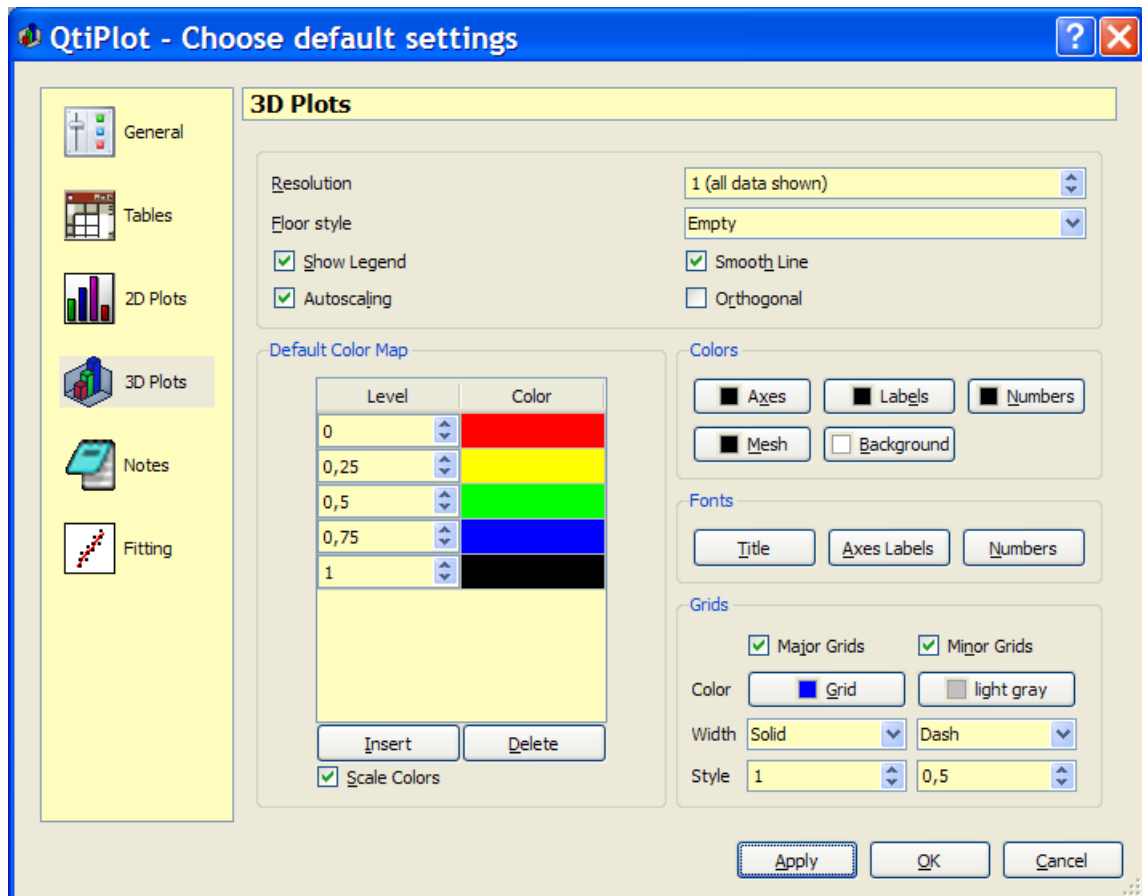 QtiPlot - Choose default settings
General
Tables
2D Plots
3D Plots
Notes
Fitting
3D Plots
Resolution 1 (all data shown)
Floor style Empty
Show Legend Smooth Line
Autoscaling Orthogonal
Default Color Map
Level Color
0
0,25
0,5
0,75
1
Insert Delete
Scale Colors
Colors
Axes Labels Numbers
Mesh Background
Fonts
Title Axes Labels Numbers
Grids
Major Grids Minor Grids
Color Grid light gray
Width Solid Dash
Style 1 0,5
Apply OK Cancel